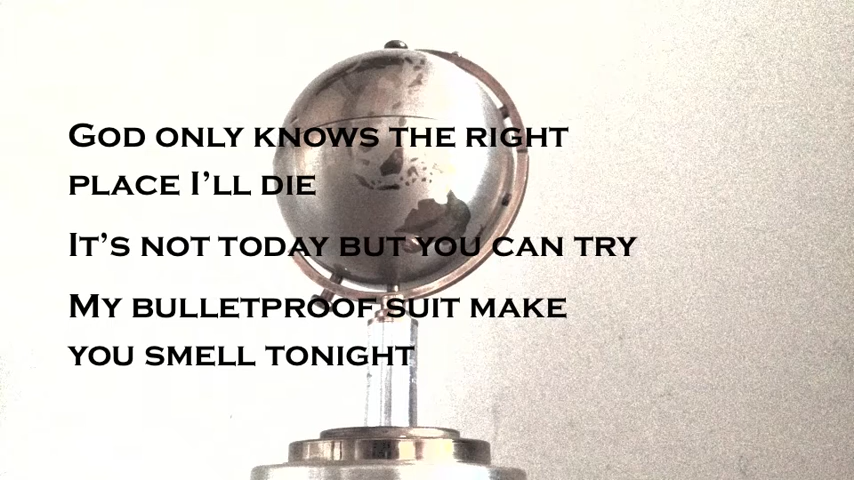 God only knows the right
place I’ll die
It’s not today but you can try
My bulletproof suit make
you smell tonight